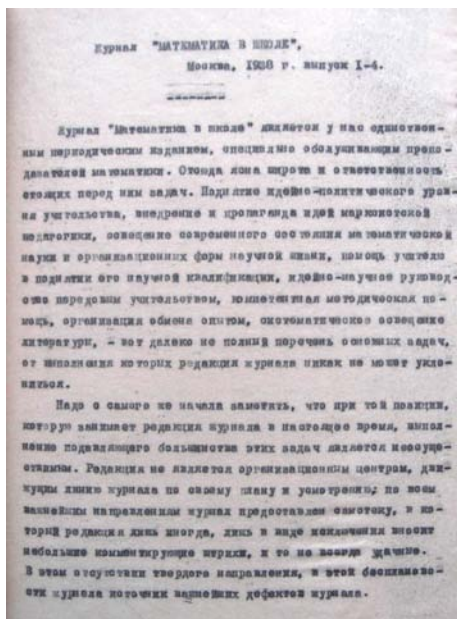 Журнал "МАТЕМАТИКА В ШКОЛЕ",
Москва, 1938 г. выпуск I-4.
Журнал "Математика в школе" является у нас единствен-
ным периодическим изданием, специально обслуживающим препо-
давателей математики. Отсюда ясна широта и ответственность
стоящих перед ним задач. Поднятие идейно-политического уров-
ня учительства, внедрение и пропаганда идей марксистской
педагогики, освещение современного состояния математической
науки и организационных форм научной жизни, помощь учителю
в поднятии его научной квалификации, идейно-научное руковод-
ство передовым учительством, компетентная методическая по-
мощь, организация обмена опытом, систематическое освещение
литературы, - вот далеко не полный перечень основных задач,
от выполнения которых редакция журнала никак не может укло-
ниться.
Надо с самого же начала заметить, что при той позиции,
которую занимает редакция журнала в настоящее время, выпол-
нение подавляющего большинства этих задач является неосуще-
ствимым. Редакция не является организационным центром, дви-
жущим линию журнала по своему плану и усмотрению; по всем
важнейшим направлениям журнал предоставлен самотеку, в ко-
торый редакция лишь иногда, лишь в виде исключения вносит
небольшие комментирующие штрихи, и то не всегда удачные.
В этом отсутствии твердого направления, в этой бесплановo-
сти журнала источник важнейших дефектов журнала.